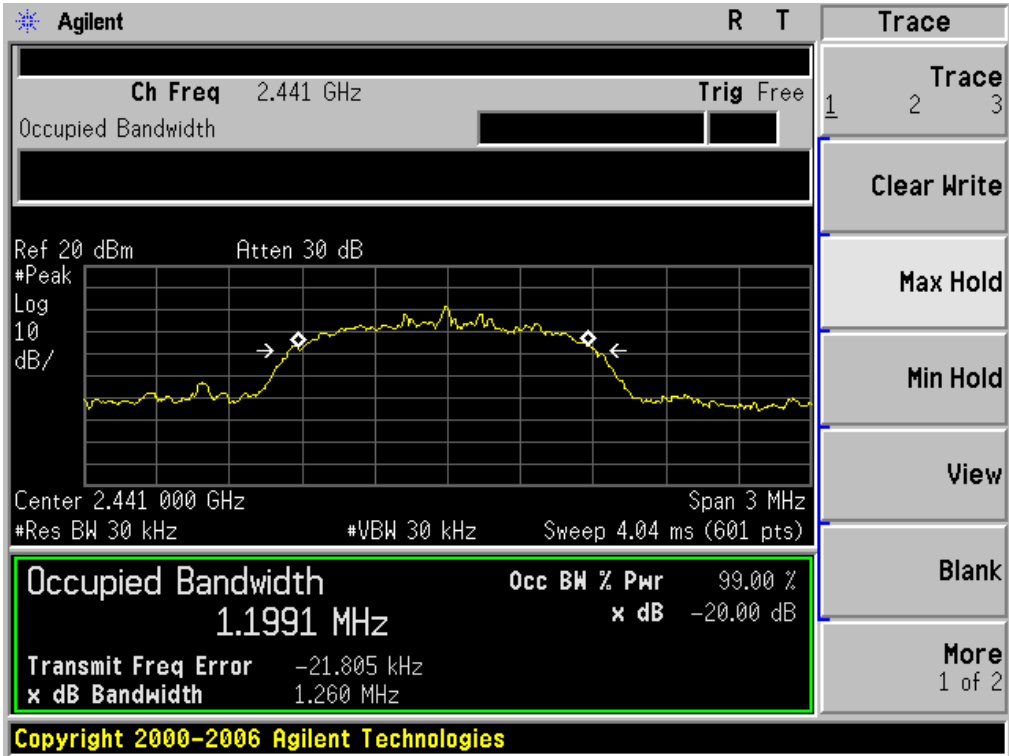 Agilent R T
Ch Freq 2.441 GHz Trig Free
Occupied Bandwidth
Ref 20 dBm Atten 30 dB
#Peak
Log
10
dB/
Center 2.441 000 GHz Span 3 MHz
#Res BW 30 kHz #VBW 30 kHz Sweep 4.04 ms (601 pts)
Occupied Bandwidth
1.1991 MHz
Occ BW % Pwr 99.00 %
x dB -20.00 dB
Transmit Freq Error -21.805 kHz
x dB Bandwidth 1.260 MHz
Copyright 2000-2006 Agilent Technologies
Trace
Trace
1 2 3
Clear Write
Max Hold
Min Hold
View
Blank
More
1 of 2